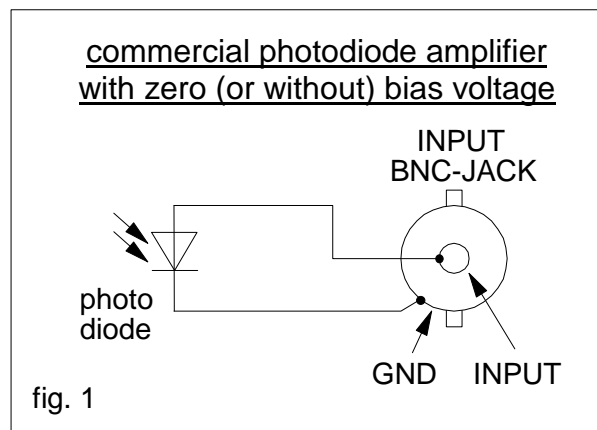 commercial photodiode amplifier
with zero (or without) bias voltage
INPUT
BNC-JACK
photo
diode
GND
INPUT
fig. 1